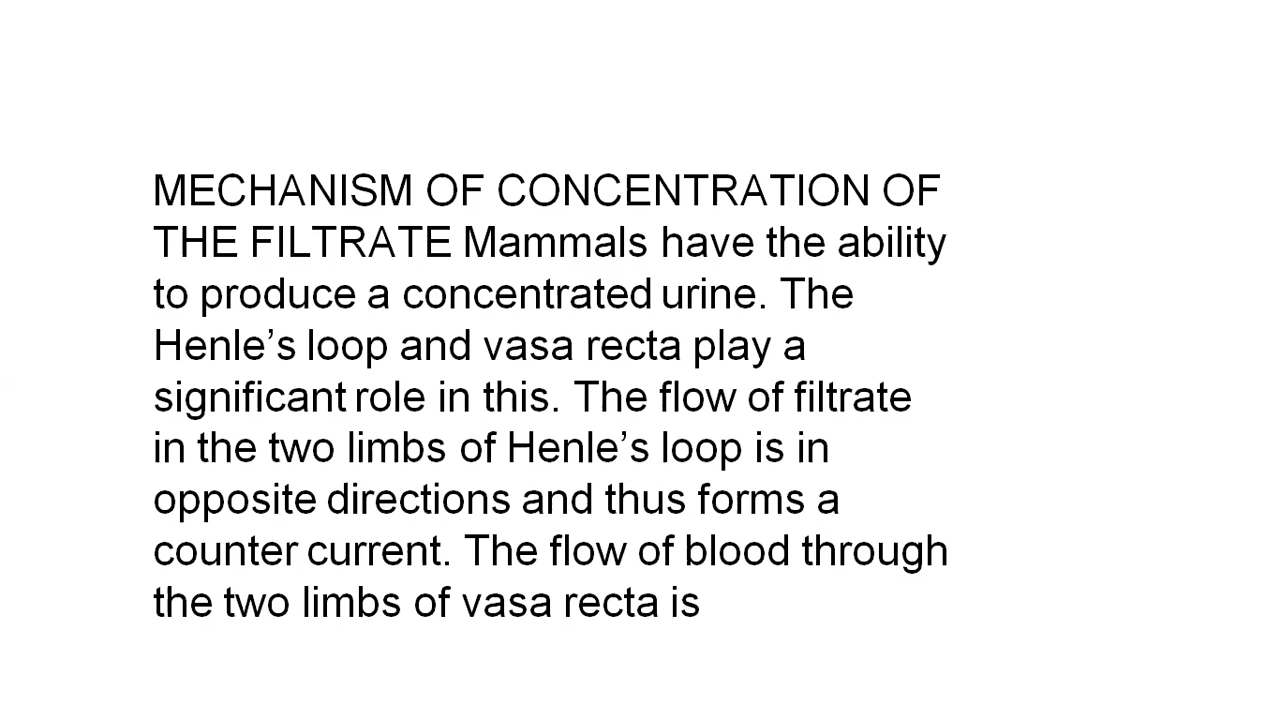 MECHANISM OF CONCENTRATION OF
THE FILTRATE Mammals have the ability
to produce a concentrated urine. The
Henle’s loop and vasa recta play a
significant role in this. The flow of filtrate
in the two limbs of Henle’s loop is in
opposite directions and thus forms a
counter current. The flow of blood through
the two limbs of vasa recta is